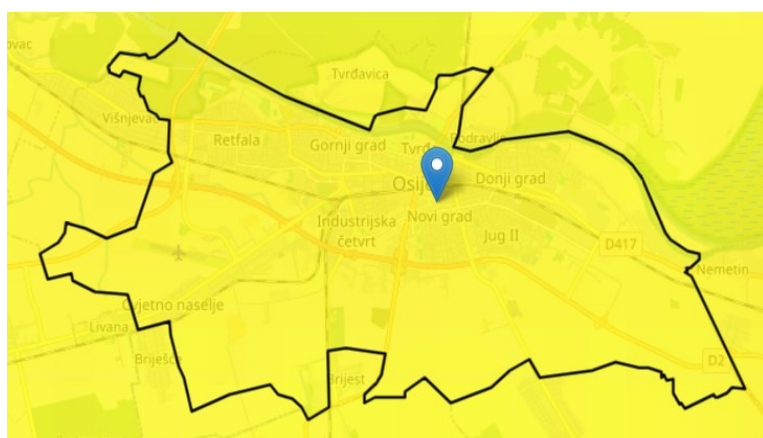 Tvrđavica
Višnjevac
Retfala
Gornji grad
Podravlje
Donji grad
Novi grad
Industrijska
četvrt
Jug II
D417
Nemetin
Cvjetno naselje
Livana
Briješće
Brijest
D2